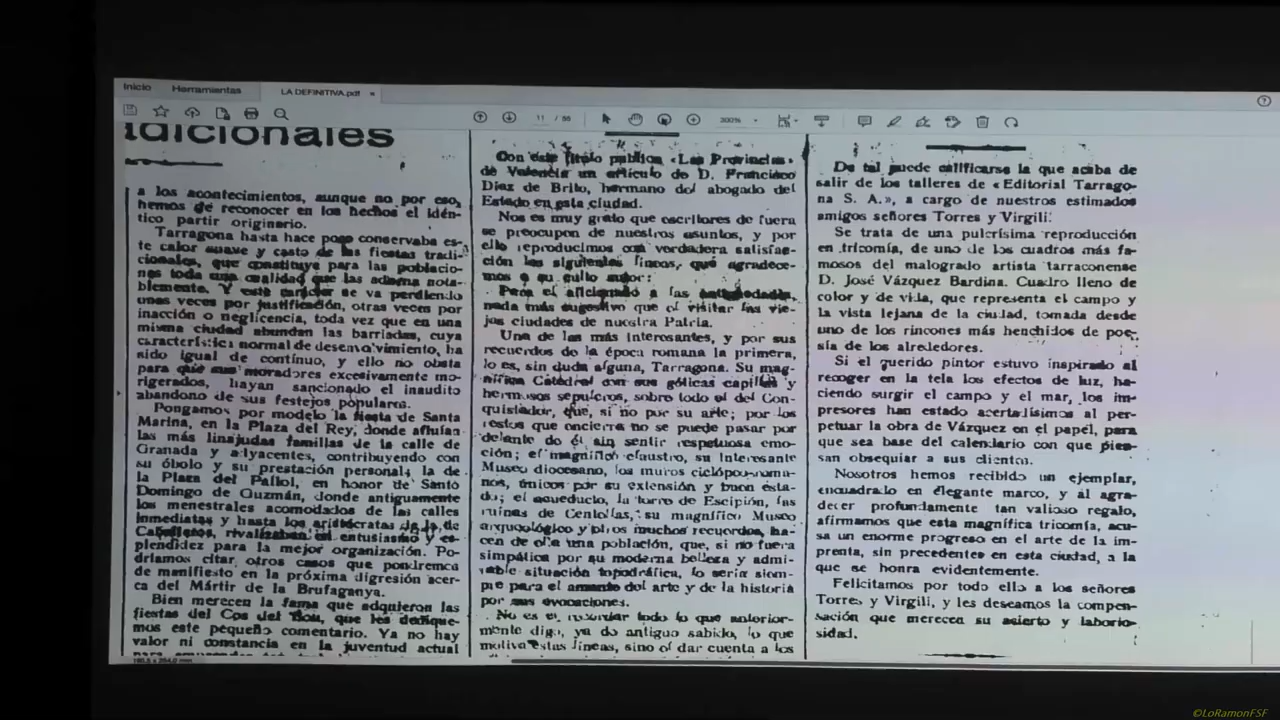 Inicio Herramientas LA DEFINITIVA.pdf ×
11 / 88 300%
adicionales
a los acontecimientos, aunque no por eso,
hemos de reconocer en los hechos el idén-
tico partir originario.
Tarragona hasta hace poco conservaba es-
te calor suave y casto de las fiestas tradi-
cionales, que constituye para las poblacio-
nes toda una cualidad que las adorna nota-
blemente. Y este carácter se va perdiendo
unas veces por justificación, otras veces por
inacción o negligencia, toda vez que en una
misma ciudad abundan las barriadas, cuya
característica normal de desenvolvimiento, ha
sido igual de contínuo, y ello no obsta
para que sus moradores excesivamente mo-
rigerados, hayan sancionado el inaudito
abandono de sus festejos populares.
Pongamos por modelo la fiesta de Santa
Marina, en la Plaza del Rey, donde afluían
las más linajudas familias de la calle de
Granada y adyacentes, contribuyendo con
su óbolo y su prestación personal; la de
la Plaza del Pallol, en honor de Santo
Domingo de Guzmán, donde antiguamente
los menestrales acomodados de las calles
inmediatas y hasta los aristócratas de la de
Caballeros, rivalizaban en entusiasmo y es-
plendidez para la mejor organización. Po-
dríamos citar otros casos que pondremos
de manifiesto en la próxima digresión acer-
ca del Mártir de la Brufaganya.
Bien merecen la fama que adquieren las
fiestas del Cos del Bou, que les dedique-
mos este pequeño comentario. Ya no hay
valor ni constancia en la juventud actual
Con este título publica «Las Provincias»
de Valencia un artículo de D. Francisco
Díaz de Brito, hermano del abogado del
Estado en esta ciudad.
Nos es muy grato que escritores de fuera
se preocupen de nuestros asuntos, y por
ello reproducimos con verdadera satisfac-
ción las siguientes líneas, que agradece-
mos a su culto autor:
Para el aficionado a las antigüedades,
nada más sugestivo que el visitar las vie-
jas ciudades de nuestra Patria.
Una de las más interesantes, y por sus
recuerdos de la época romana la primera,
lo es, sin duda alguna, Tarragona. Su mag-
nífica Catedral con sus góticas capillas y
hermosos sepulcros, sobre todo el del Con-
quistador, que, si no por su arte; por los
restos que encierra no se puede pasar por
delante de él sin sentir respetuosa emo-
ción; el magnífico claustro, su interesante
Museo diocesano, los muros ciclópeo-roma-
nos, únicos por su extensión y buen esta-
do; el acueducto, la torre de Escipión, las
ruinas de Centcellas, su magnífico Museo
arqueológico y otros muchos recuerdos, ha-
cen de ella una población, que, si no fuera
simpática por su moderna belleza y admi-
rable situación topográfica, lo sería siem-
pre para el amante del arte y de la historia
por sus evocaciones.
No es el recordar todo lo que anterior-
mente digo, ya de antiguo sabido, lo que
motiva estas líneas, sino el dar cuenta a los
De tal puede calificarse la que acaba de
salir de los talleres de «Editorial Tarrago-
na S. A.», a cargo de nuestros estimados
amigos señores Torres y Virgili.
Se trata de una pulcrísima reproducción
en tricomía, de uno de los cuadros más fa-
mosos del malogrado artista tarraconense
D. José Vázquez Bardina. Cuadro lleno de
color y de vida, que representa el campo y
la vista lejana de la ciudad, tomada desde
uno de los rincones más henchidos de poe-
sía de los alrededores.
Si el querido pintor estuvo inspirado al
recoger en la tela los efectos de luz, ha-
ciendo surgir el campo y el mar, los im-
presores han estado acertadísimos al per-
petuar la obra de Vázquez en el papel, para
que sea base del calendario con que pien-
san obsequiar a sus clientes.
Nosotros hemos recibido un ejemplar,
encuadrado en elegante marco, y al agra-
decer profundamente tan valioso regalo,
afirmamos que esta magnífica tricomía, acu-
sa un enorme progreso en el arte de la im-
prenta, sin precedentes en esta ciudad, a la
que se honra evidentemente.
Felicitamos por todo ello a los señores
Torres y Virgili, y les deseamos la compen-
sación que merecen su acierto y laborio-
sidad.
©LoRamonFSF